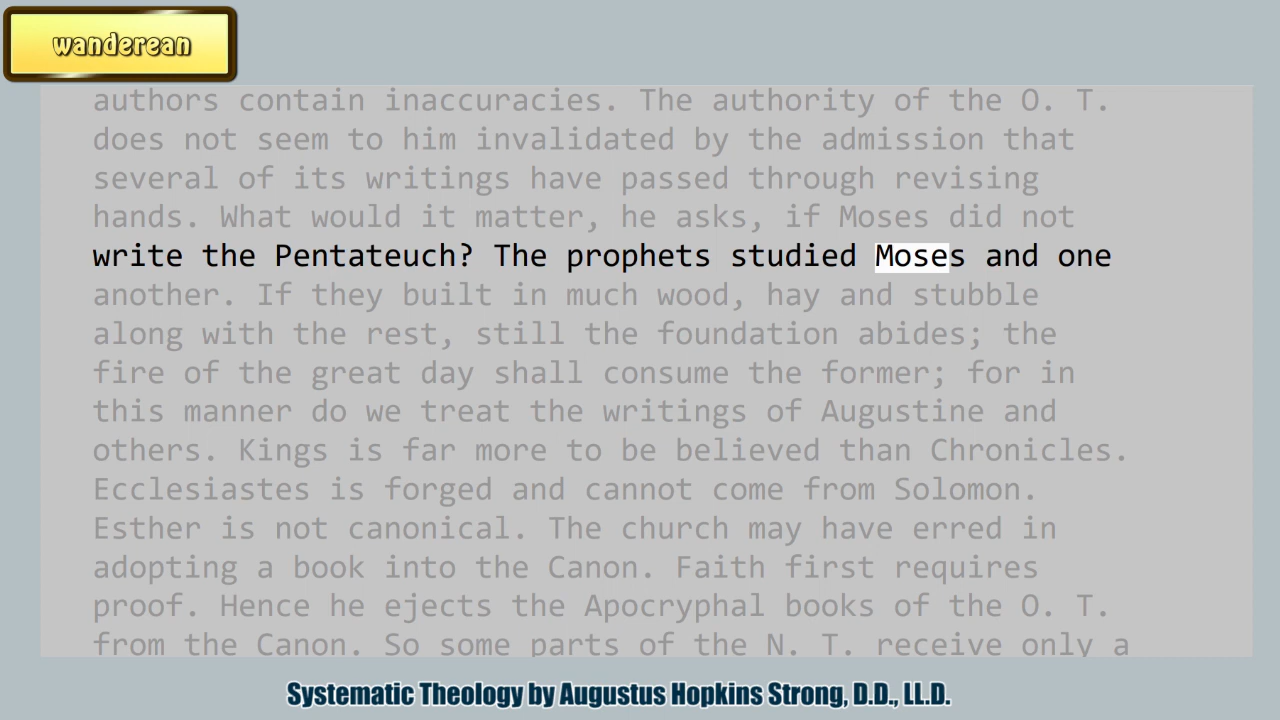 wanderean
authors contain inaccuracies. The authority of the O. T.
does not seem to him invalidated by the admission that
several of its writings have passed through revising
hands. What would it matter, he asks, if Moses did not
write the Pentateuch? The prophets studied Moses and one
another. If they built in much wood, hay and stubble
along with the rest, still the foundation abides; the
fire of the great day shall consume the former; for in
this manner do we treat the writings of Augustine and
others. Kings is far more to be believed than Chronicles.
Ecclesiastes is forged and cannot come from Solomon.
Esther is not canonical. The church may have erred in
adopting a book into the Canon. Faith first requires
proof. Hence he ejects the Apocryphal books of the O. T.
from the Canon. So some parts of the N. T. receive only a
Systematic Theology by Augustus Hopkins Strong, D.D., LL.D.